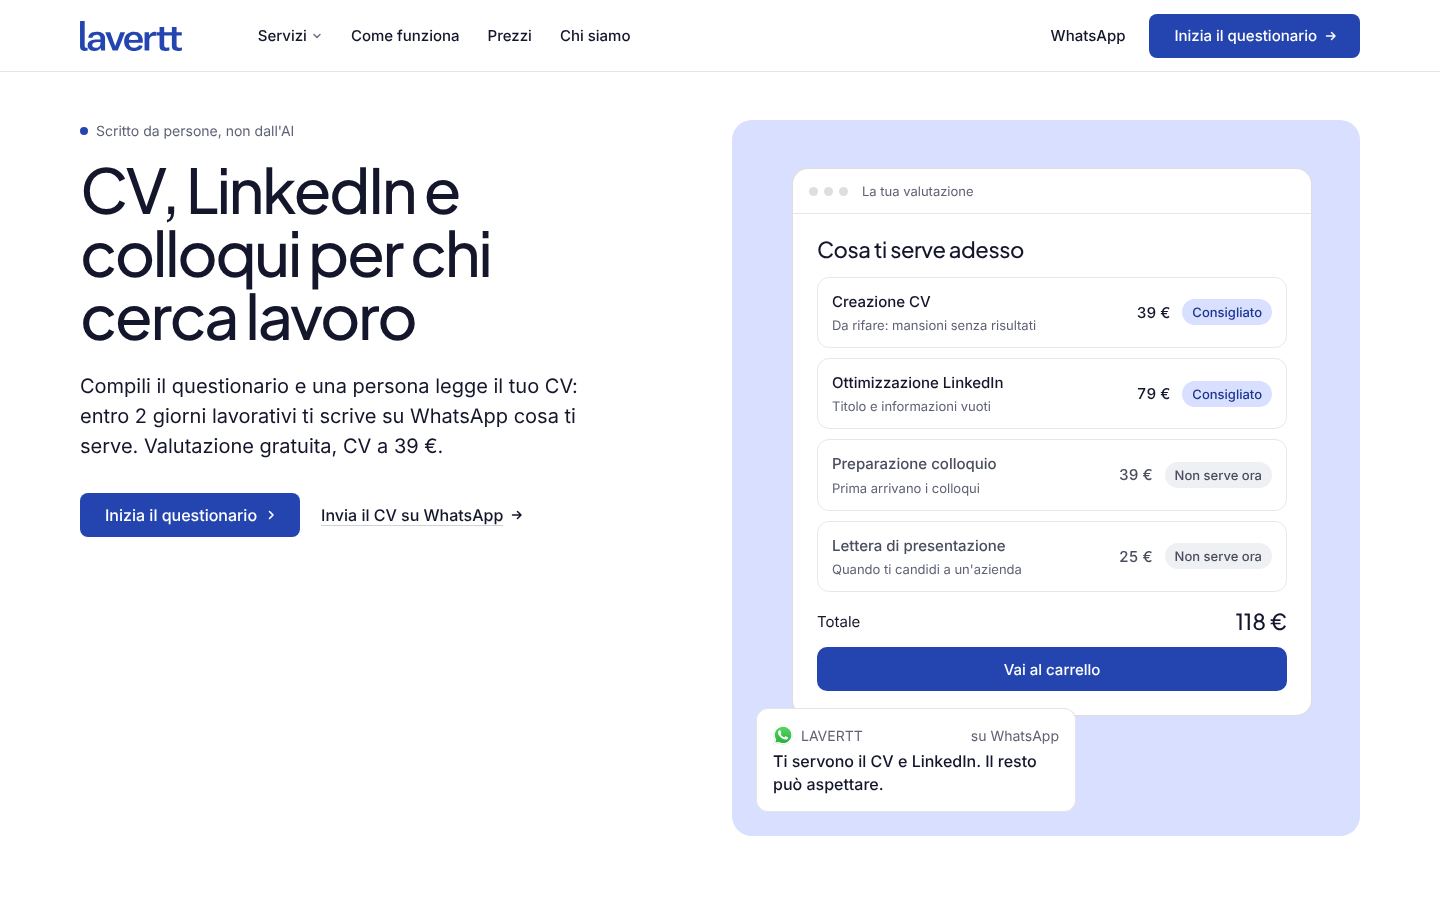 lavertt
Servizi
Come funziona
Prezzi
Chi siamo
WhatsApp
Inizia il questionario →
Scritto da persone, non dall'AI
CV, LinkedIn e
colloqui per chi
cerca lavoro
Compili il questionario e una persona legge il tuo CV:
entro 2 giorni lavorativi ti scrive su WhatsApp cosa ti
serve. Valutazione gratuita, CV a 39 €.
Inizia il questionario ›
Invia il CV su WhatsApp →
La tua valutazione
Cosa ti serve adesso
Creazione CV
Da rifare: mansioni senza risultati
39 €
Consigliato
Ottimizzazione LinkedIn
Titolo e informazioni vuoti
79 €
Consigliato
Preparazione colloquio
Prima arrivano i colloqui
39 €
Non serve ora
Lettera di presentazione
Quando ti candidi a un'azienda
25 €
Non serve ora
Totale
118 €
Vai al carrello
LAVERTT
su WhatsApp
Ti servono il CV e LinkedIn. Il resto
può aspettare.